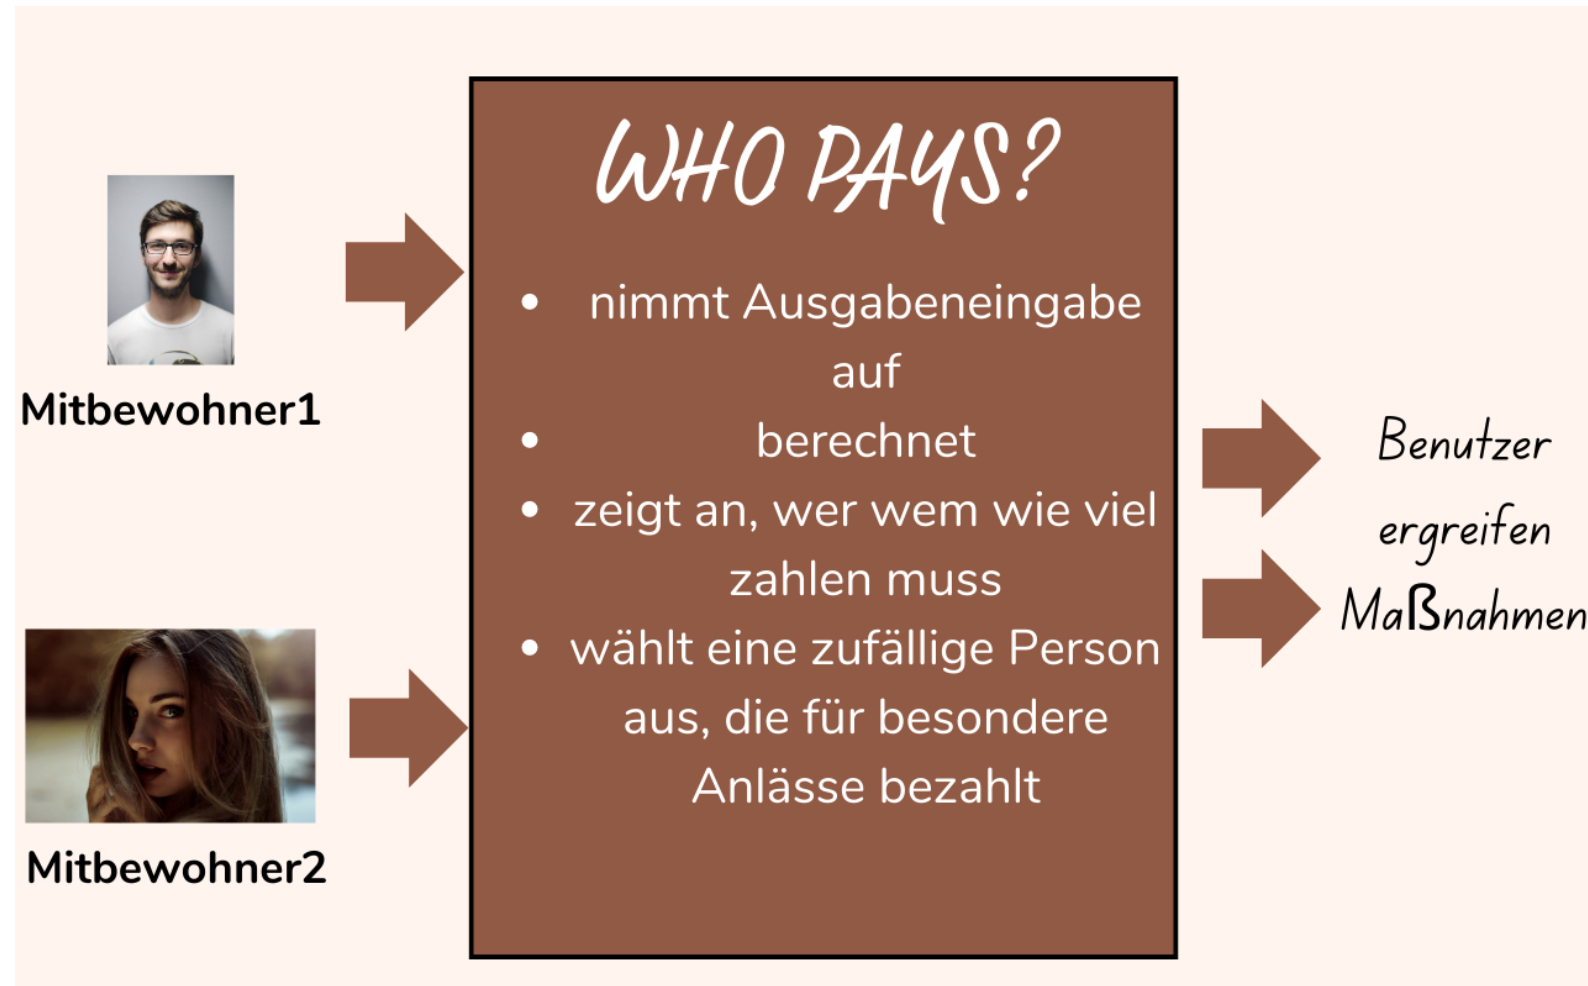 WHO PAYS?
• nimmt Ausgabeneingabe
auf
• berechnet
• zeigt an, wer wem wie viel
zahlen muss
• wählt eine zufällige Person
aus, die für besondere
Anlässe bezahlt
Mitbewohner1
Mitbewohner2
Benutzer
ergreifen
Maßnahmen